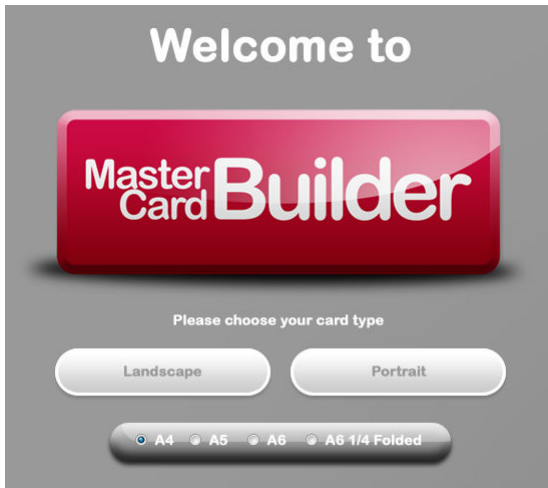 Welcome to
Master Card Builder
Please choose your card type
Landscape Portrait
A4 A5 A6 A6 1/4 Folded